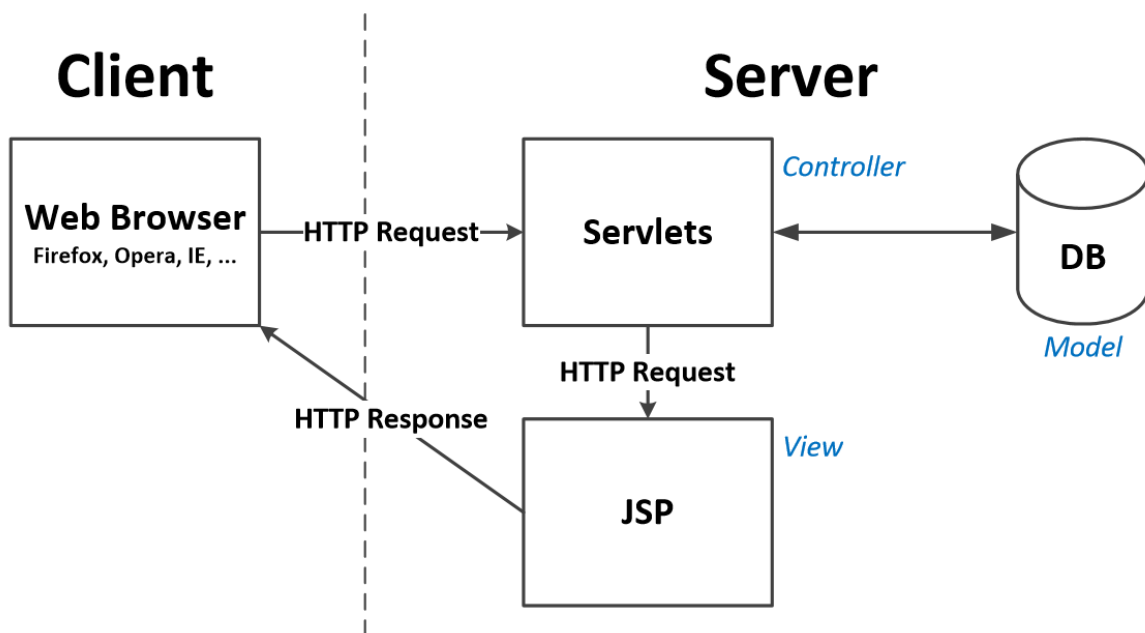 Client
Server
Web Browser
Firefox, Opera, IE, ...
HTTP Request
Servlets
Controller
DB
Model
HTTP Request
HTTP Response
JSP
View